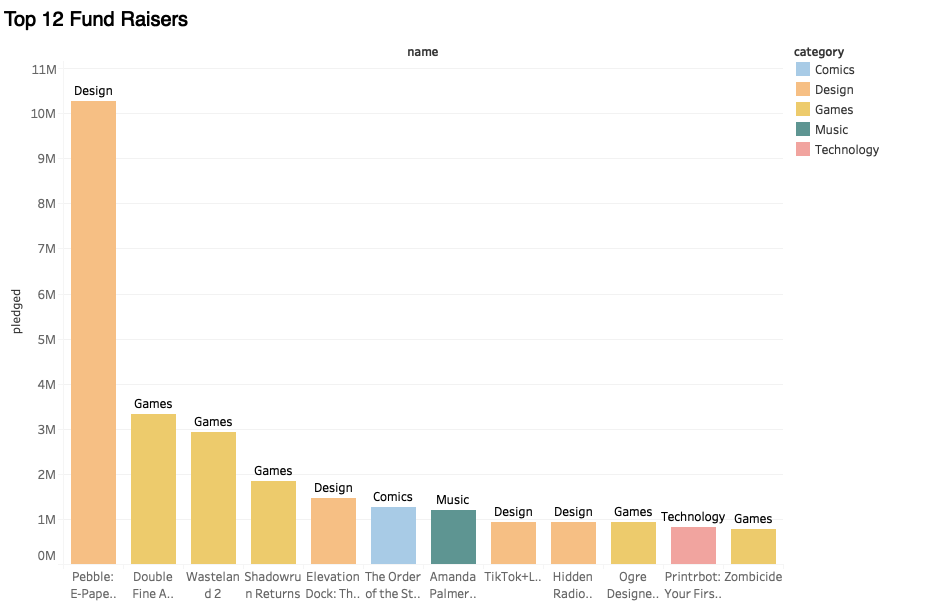 Top 12 Fund Raisers
name
category
Comics
Design
Games
Music
Technology
pledged
11M
10M
9M
8M
7M
6M
5M
4M
3M
2M
1M
0M
Design
Games
Games
Games
Design
Comics
Music
Design
Design
Games
Technology
Games
Pebble:
E-Pape..
Double
Fine A..
Wastelan
d 2
Shadowru
n Returns
Elevation
Dock: Th..
The Order
of the St..
Amanda
Palmer..
TikTok+L..
Hidden
Radio..
Ogre
Designe..
Printrbot:
Your Firs..
Zombicide